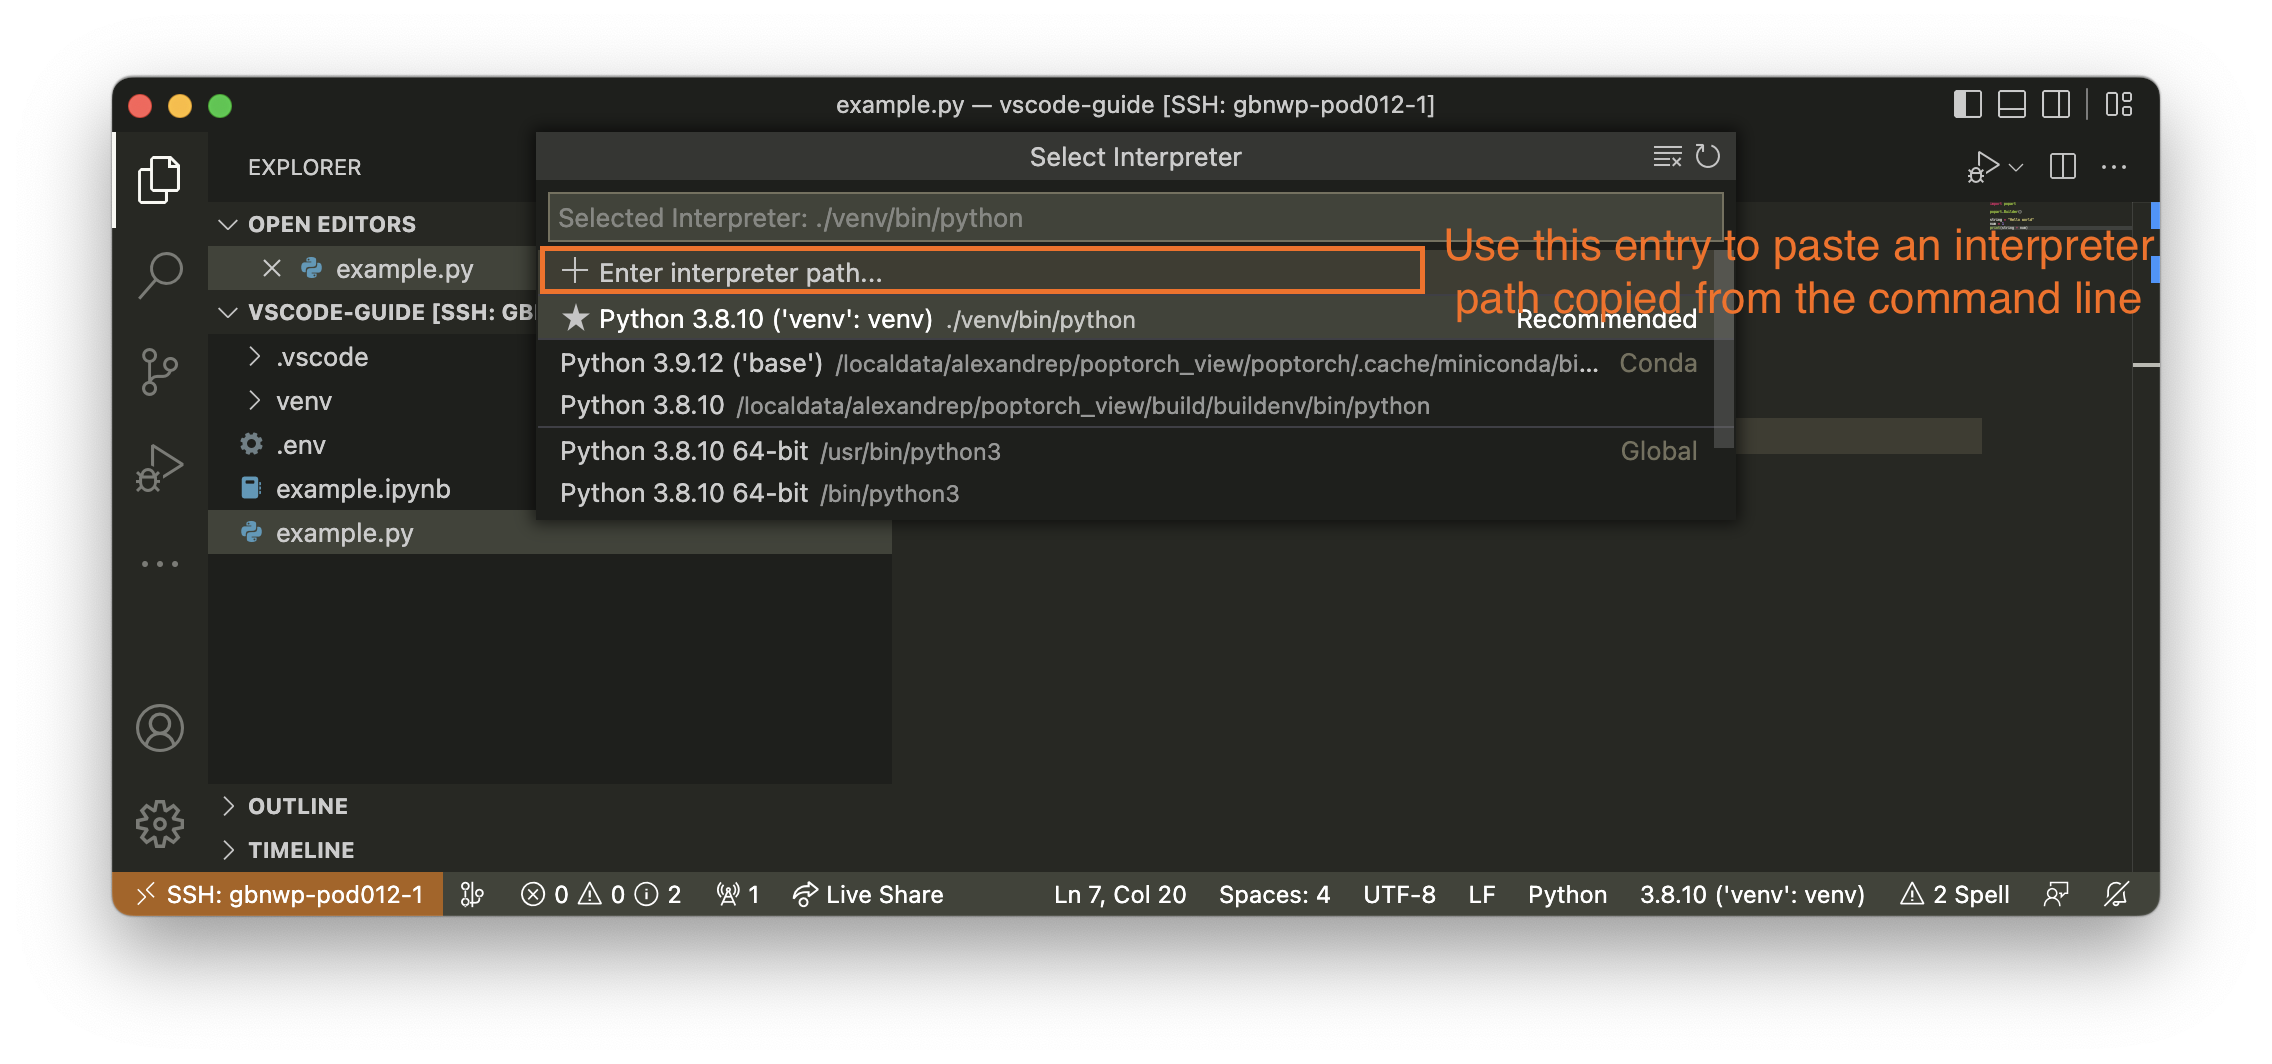 example.py — vscode-guide [SSH: gbnwp-pod012-1]
EXPLORER
Select Interpreter
OPEN EDITORS
Selected Interpreter: ./venv/bin/python
example.py
Enter interpreter path...
Use this entry to paste an interpreter
path copied from the command line
VSCODE-GUIDE [SSH: GB
Python 3.8.10 ('venv': venv) ./venv/bin/python Recommended
.vscode
Python 3.9.12 ('base') /localdata/alexandrep/poptorch_view/poptorch/.cache/miniconda/bi... Conda
venv
Python 3.8.10 /localdata/alexandrep/poptorch_view/build/buildenv/bin/python
.env
Python 3.8.10 64-bit /usr/bin/python3 Global
example.ipynb
Python 3.8.10 64-bit /bin/python3
example.py
OUTLINE
TIMELINE
SSH: gbnwp-pod012-1 0 0 2 1 Live Share Ln 7, Col 20 Spaces: 4 UTF-8 LF Python 3.8.10 ('venv': venv) 2 Spell